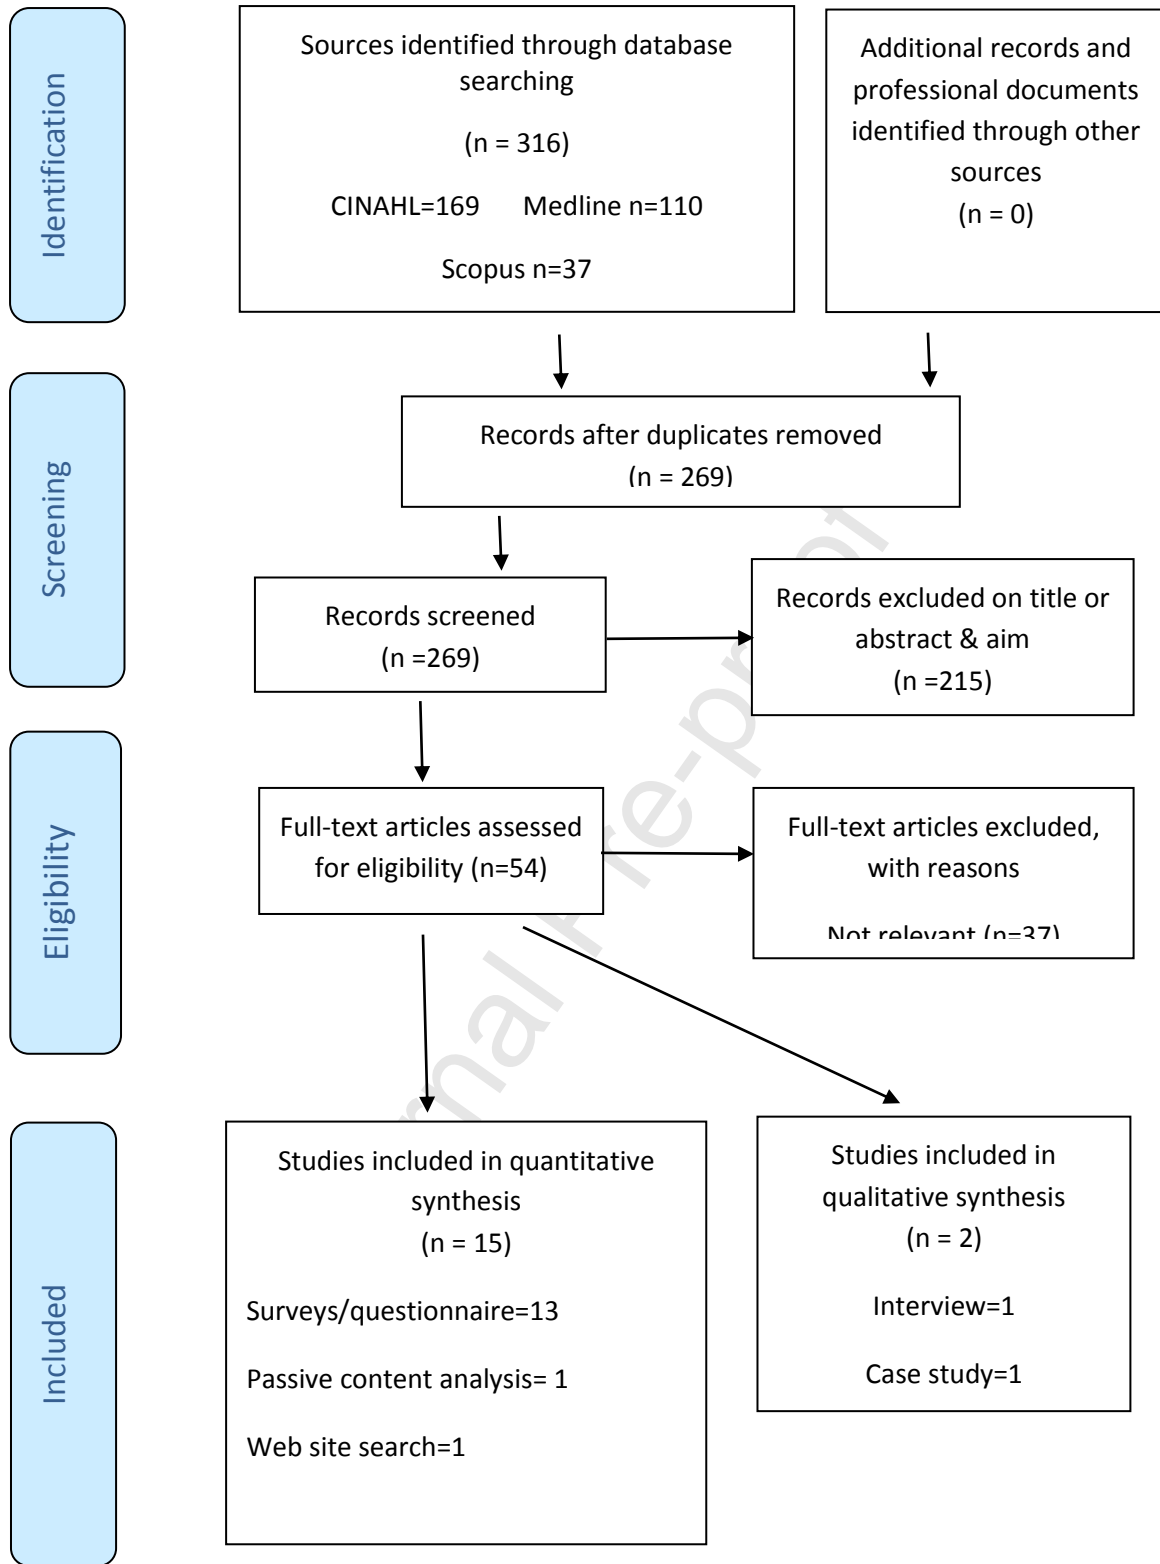 Identification
Sources identified through database
searching
(n = 316)
CINAHL=169 Medline n=110
Scopus n=37
Additional records and
professional documents
identified through other
sources
(n = 0)
Screening
Records after duplicates removed
(n = 269)
Records screened
(n =269)
Records excluded on title or
abstract & aim
(n =215)
Eligibility
Full-text articles assessed
for eligibility (n=54)
Full-text articles excluded,
with reasons
Not relevant (n=37)
Included
Studies included in quantitative
synthesis
(n = 15)
Surveys/questionnaire=13
Passive content analysis= 1
Web site search=1
Studies included in
qualitative synthesis
(n = 2)
Interview=1
Case study=1